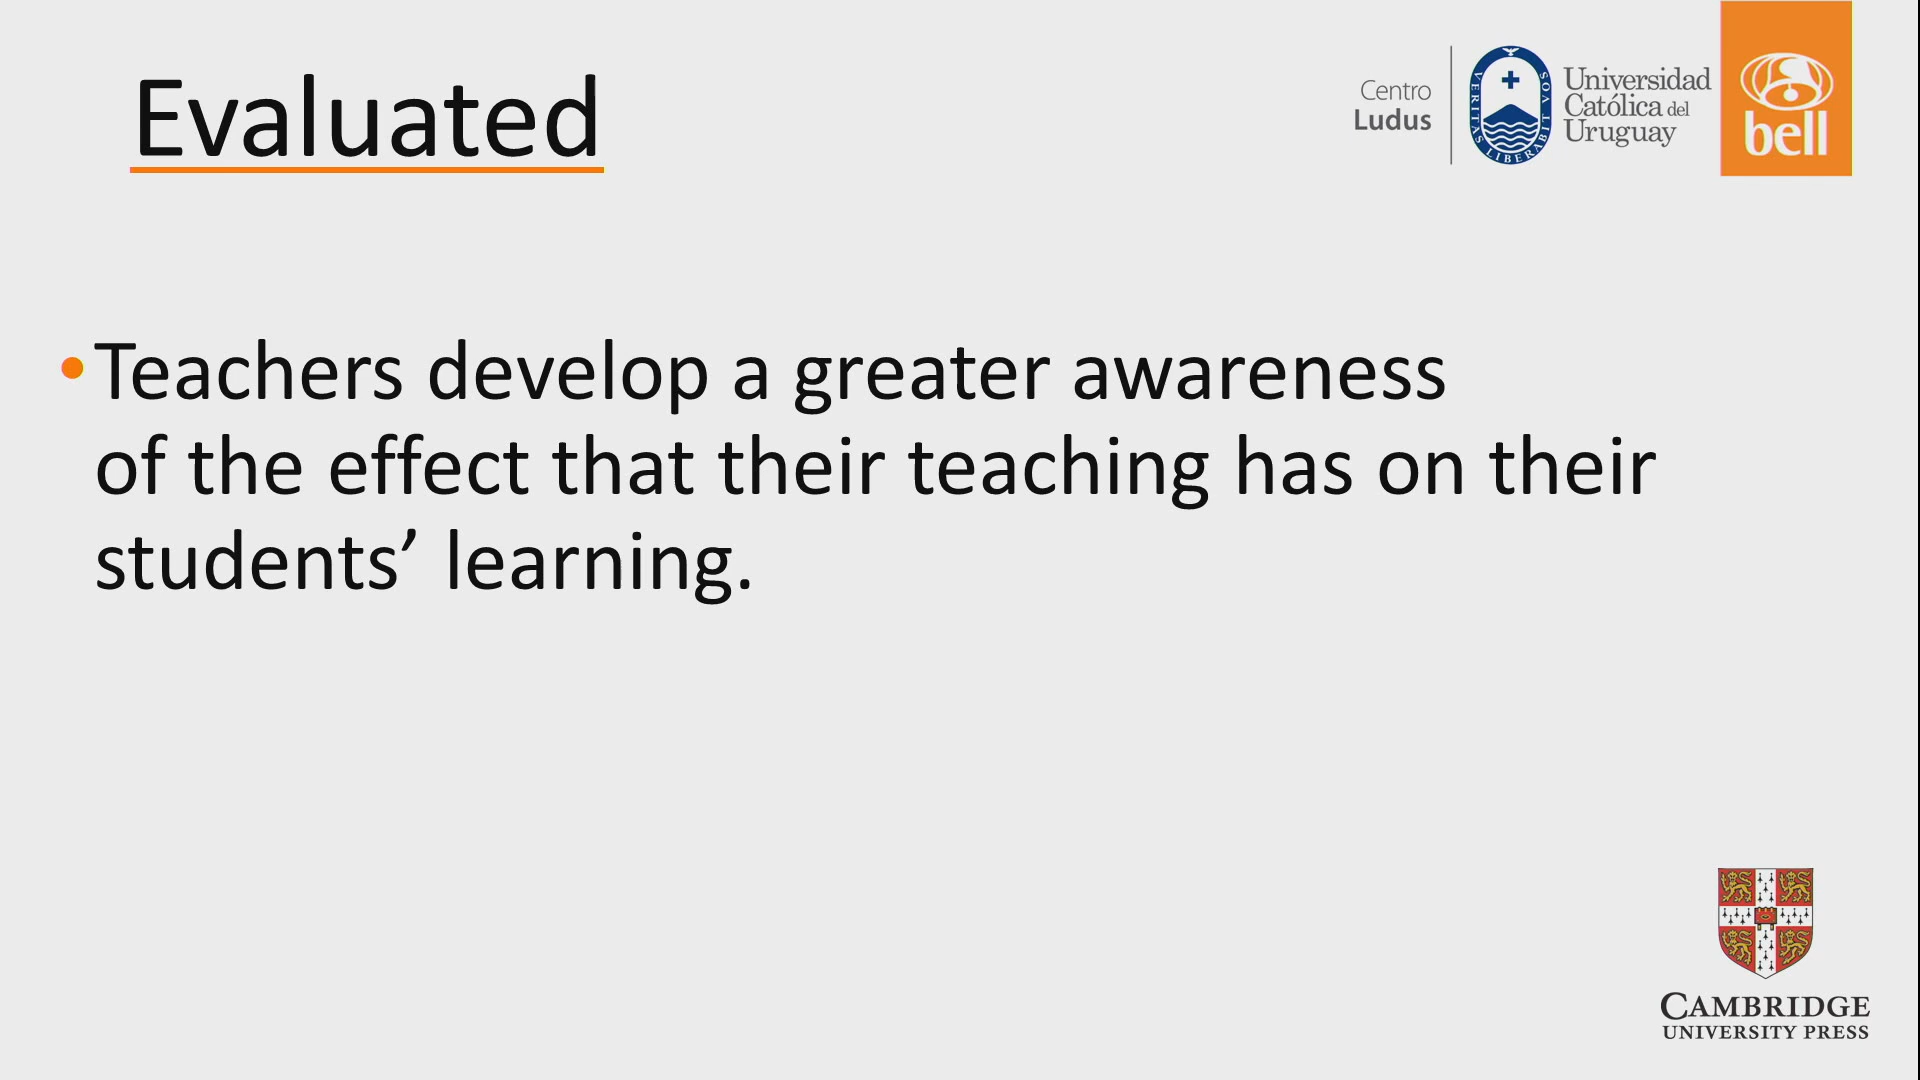 Evaluated
Centro
Ludus
VERITAS LIBERABIT VOS
Universidad
Católica del
Uruguay
bell
•Teachers develop a greater awareness
of the effect that their teaching has on their
students’ learning.
CAMBRIDGE
UNIVERSITY PRESS